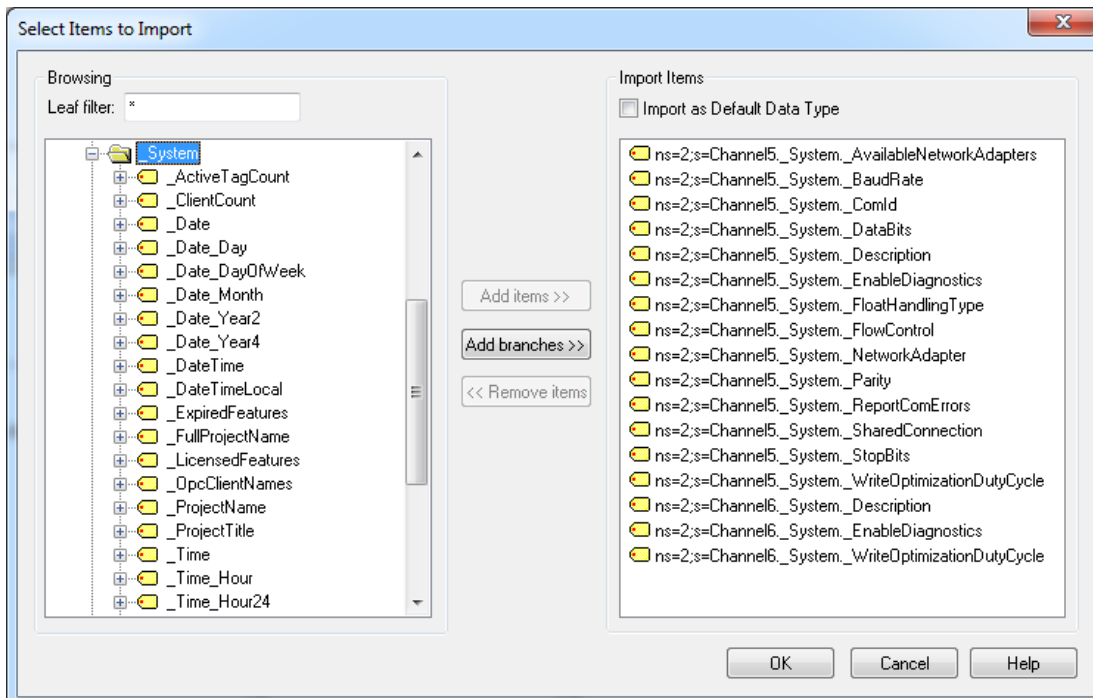 Select Items to Import
Browsing
Leaf filter: *
_System
_ActiveTagCount
_ClientCount
_Date
_Date_Day
_Date_DayOfWeek
_Date_Month
_Date_Year2
_Date_Year4
_DateTime
_DateTimeLocal
_ExpiredFeatures
_FullProjectName
_LicensedFeatures
_OpcClientNames
_ProjectName
_ProjectTitle
_Time
_Time_Hour
_Time_Hour24
Add items >>
Add branches >>
<< Remove items
Import Items
Import as Default Data Type
ns=2;s=Channel5._System._AvailableNetworkAdapters
ns=2;s=Channel5._System._BaudRate
ns=2;s=Channel5._System._ComId
ns=2;s=Channel5._System._DataBits
ns=2;s=Channel5._System._Description
ns=2;s=Channel5._System._EnableDiagnostics
ns=2;s=Channel5._System._FloatHandlingType
ns=2;s=Channel5._System._FlowControl
ns=2;s=Channel5._System._NetworkAdapter
ns=2;s=Channel5._System._Parity
ns=2;s=Channel5._System._ReportComErrors
ns=2;s=Channel5._System._SharedConnection
ns=2;s=Channel5._System._StopBits
ns=2;s=Channel5._System._WriteOptimizationDutyCycle
ns=2;s=Channel6._System._Description
ns=2;s=Channel6._System._EnableDiagnostics
ns=2;s=Channel6._System._WriteOptimizationDutyCycle
OK
Cancel
Help